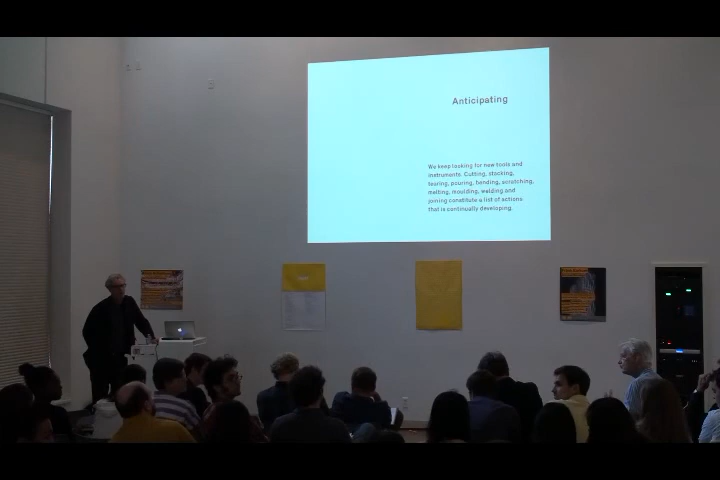 Anticipating
We keep looking for new tools and
instruments. Cutting, stacking,
tearing, pouring, bending, scratching,
melting, moulding, welding and
joining constitute a list of actions
that is continually developing.